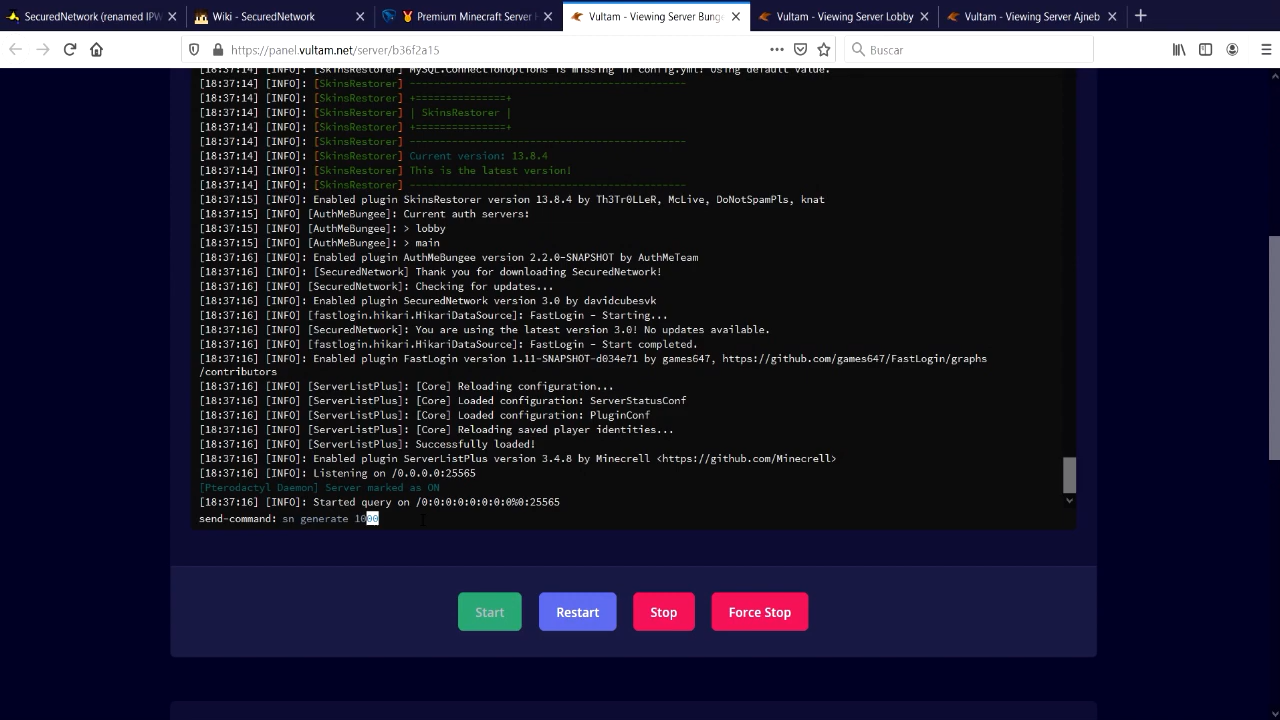 SecuredNetwork (renamed IPW
Wiki - SecuredNetwork
Premium Minecraft Server H
Vultam - Viewing Server Bunge
Vultam - Viewing Server Lobby
Vultam - Viewing Server Ajneb
https://panel.vultam.net/server/b36f2a15
Buscar
[18:37:14] [INFO]: [SkinsRestorer] MySQL.ConnectionOptions is missing in config.yml! Using default value.
[18:37:14] [INFO]: [SkinsRestorer] ----------------------------------------------
[18:37:14] [INFO]: [SkinsRestorer] +===============+
[18:37:14] [INFO]: [SkinsRestorer] | SkinsRestorer |
[18:37:14] [INFO]: [SkinsRestorer] +===============+
[18:37:14] [INFO]: [SkinsRestorer] ----------------------------------------------
[18:37:14] [INFO]: [SkinsRestorer] Current version: 13.8.4
[18:37:14] [INFO]: [SkinsRestorer] This is the latest version!
[18:37:14] [INFO]: [SkinsRestorer] ----------------------------------------------
[18:37:15] [INFO]: Enabled plugin SkinsRestorer version 13.8.4 by Th3Tr0LLeR, McLive, DoNotSpamPls, knat
[18:37:15] [INFO] [AuthMeBungee]: Current auth servers:
[18:37:15] [INFO] [AuthMeBungee]: > lobby
[18:37:15] [INFO] [AuthMeBungee]: > main
[18:37:16] [INFO]: Enabled plugin AuthMeBungee version 2.2.0-SNAPSHOT by AuthMeTeam
[18:37:16] [INFO]: [SecuredNetwork] Thank you for downloading SecuredNetwork!
[18:37:16] [INFO] [SecuredNetwork]: Checking for updates...
[18:37:16] [INFO]: Enabled plugin SecuredNetwork version 3.0 by davidcubesvk
[18:37:16] [INFO] [fastlogin.hikari.HikariDataSource]: FastLogin - Starting...
[18:37:16] [INFO] [SecuredNetwork]: You are using the latest version 3.0! No updates available.
[18:37:16] [INFO] [fastlogin.hikari.HikariDataSource]: FastLogin - Start completed.
[18:37:16] [INFO]: Enabled plugin FastLogin version 1.11-SNAPSHOT-d034e71 by games647, https://github.com/games647/FastLogin/graphs
/contributors
[18:37:16] [INFO] [ServerListPlus]: [Core] Reloading configuration...
[18:37:16] [INFO] [ServerListPlus]: [Core] Loaded configuration: ServerStatusConf
[18:37:16] [INFO] [ServerListPlus]: [Core] Loaded configuration: PluginConf
[18:37:16] [INFO] [ServerListPlus]: [Core] Reloading saved player identities...
[18:37:16] [INFO] [ServerListPlus]: Successfully loaded!
[18:37:16] [INFO]: Enabled plugin ServerListPlus version 3.4.8 by Minecrell <https://github.com/Minecrell>
[18:37:16] [INFO]: Listening on /0.0.0.0:25565
[Pterodactyl Daemon] Server marked as ON
[18:37:16] [INFO]: Started query on /0:0:0:0:0:0:0:0%0:25565
send-command: sn generate 1000
Start
Restart
Stop
Force Stop